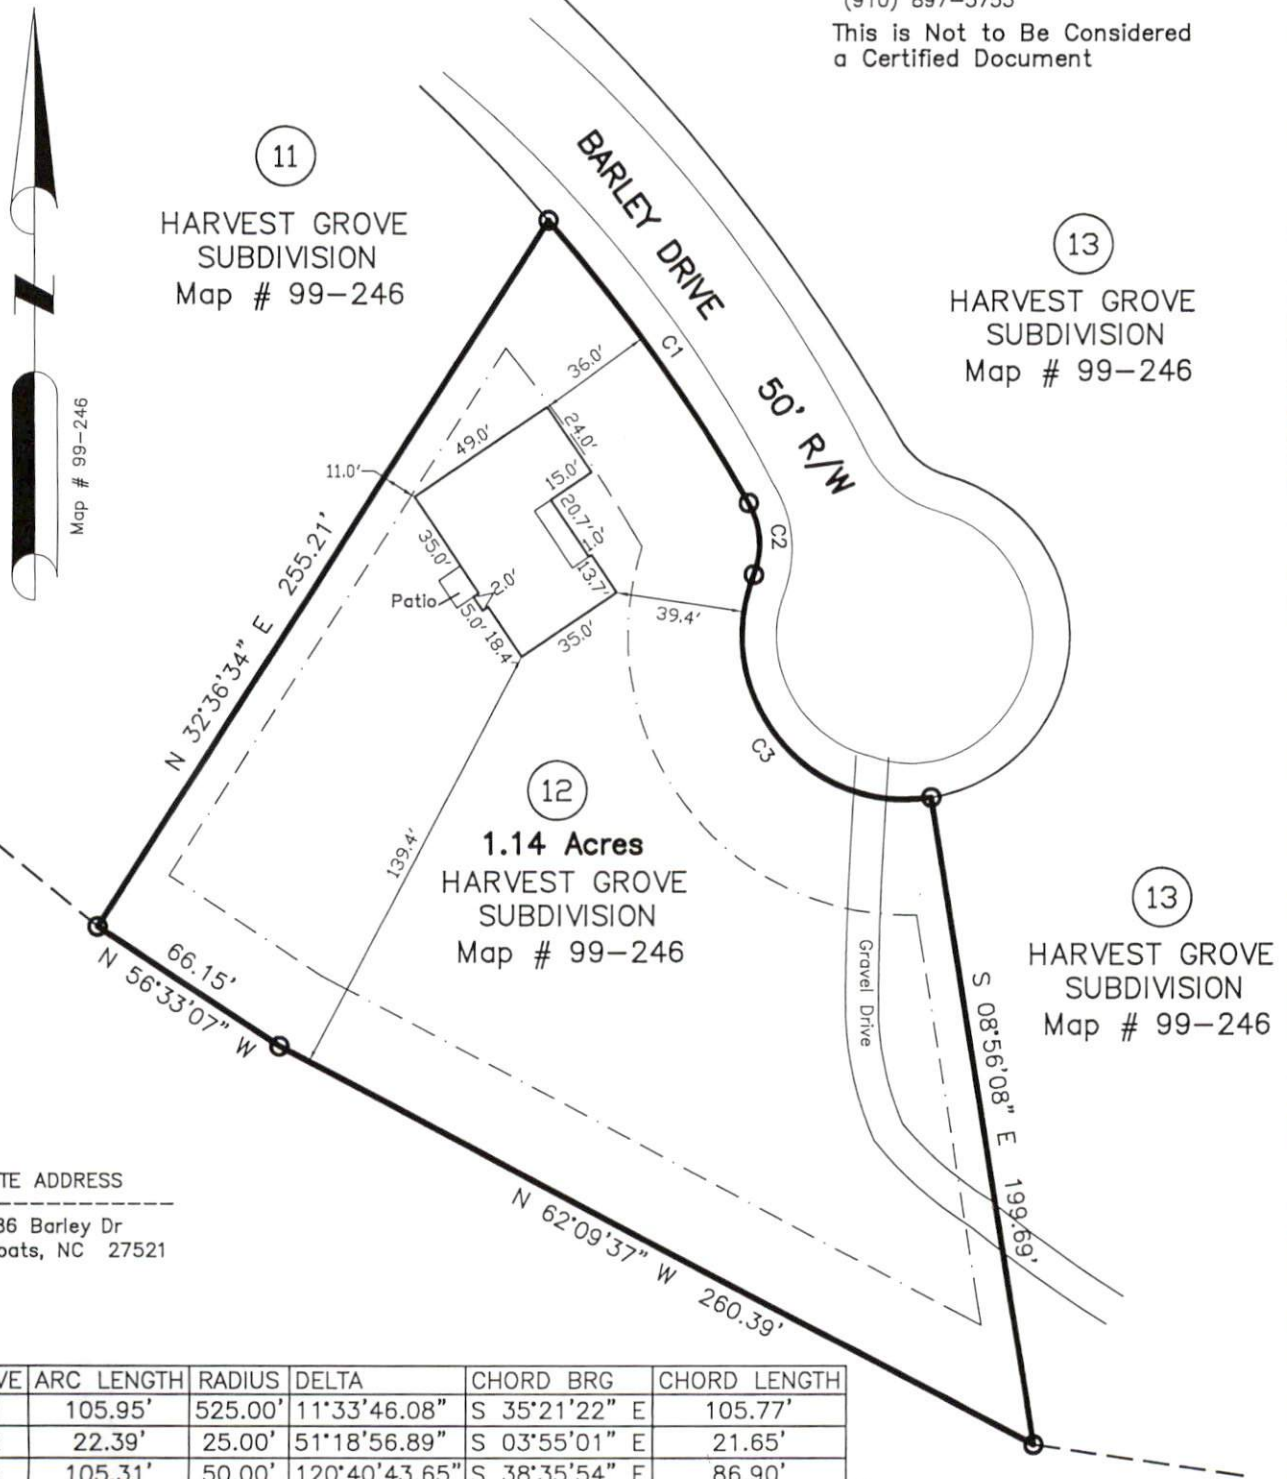 (910) 897-3753
This is Not to Be Considered
a Certified Document
N
Map # 99-246
11
HARVEST GROVE
SUBDIVISION
Map # 99-246
BARLEY DRIVE
50' R/W
13
HARVEST GROVE
SUBDIVISION
Map # 99-246
C1
36.0'
24.0'
49.0'
15.0'
11.0'
20.7'
1.0'
13.7'
35.0'
2.0'
Patio
5.0'
18.4'
35.0'
39.4'
C2
C3
N 32°36'34" E 255.21'
139.4'
12
1.14 Acres
HARVEST GROVE
SUBDIVISION
Map # 99-246
13
HARVEST GROVE
SUBDIVISION
Map # 99-246
Gravel Drive
S 08°56'08" E 199.69'
66.15'
N 56°33'07" W
N 62°09'37" W 260.39'
TE ADDRESS
36 Barley Dr
oats, NC 27521
VE ARC LENGTH RADIUS DELTA CHORD BRG CHORD LENGTH
105.95' 525.00' 11°33'46.08" S 35°21'22" E 105.77'
22.39' 25.00' 51°18'56.89" S 03°55'01" E 21.65'
105.31' 50.00' 120°40'43.65" S 38°35'54" E 86.90'